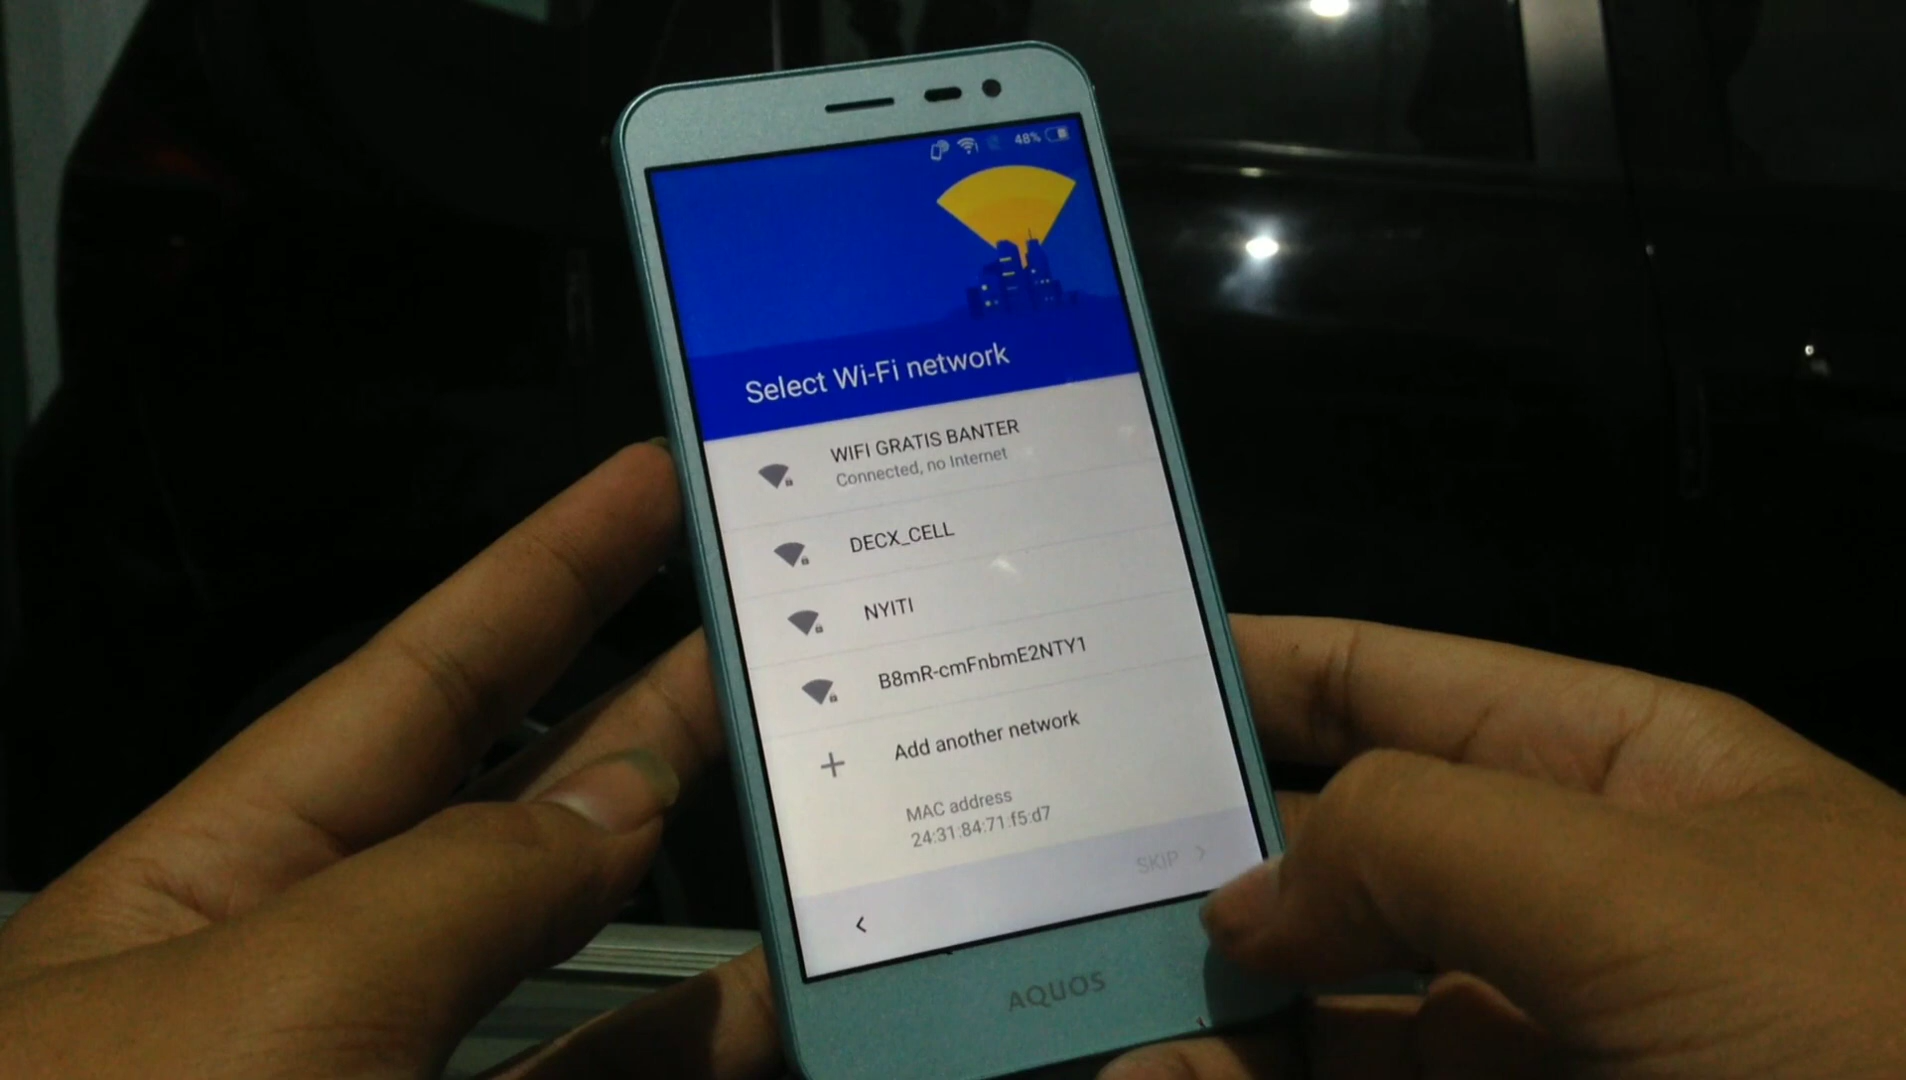 48%
Select Wi-Fi network
WIFI GRATIS BANTER
Connected, no Internet
DECX_CELL
NYITI
B8mR-cmFnbmE2NTY1
Add another network
MAC address
24:31:84:71:f5:d7
SKIP
AQUOS